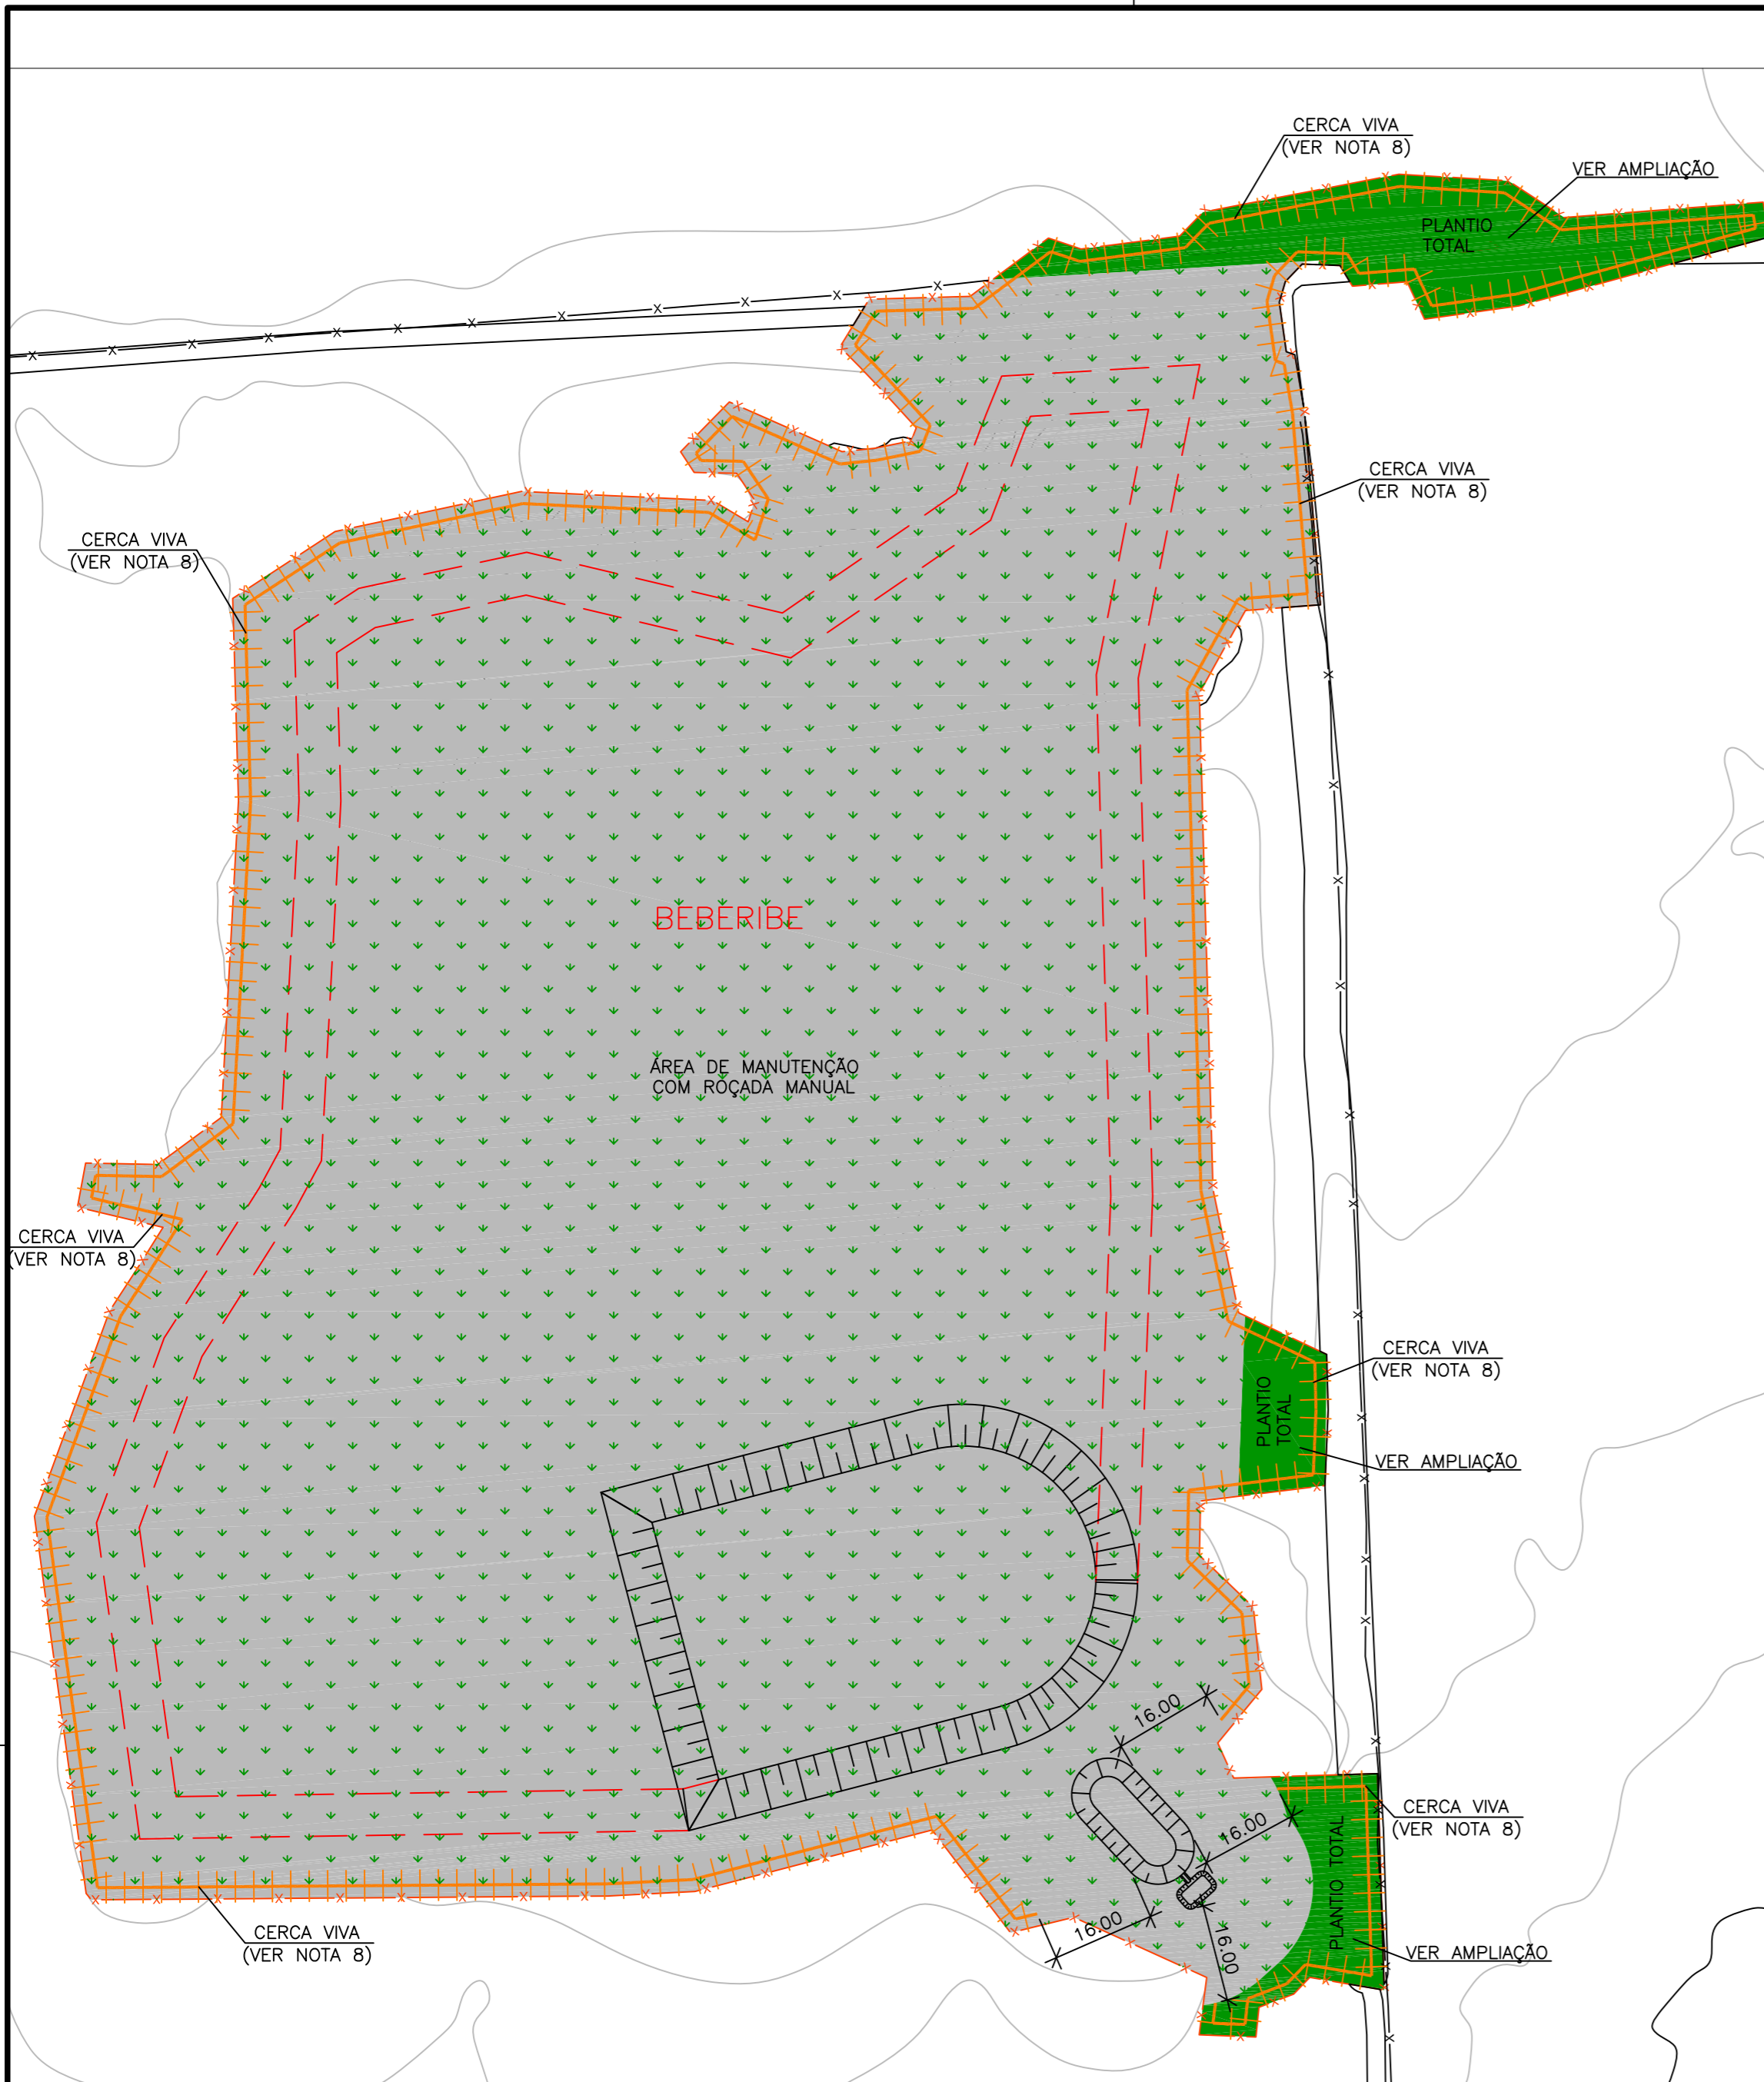 CERCA VIVA
(VER NOTA 8)
VER AMPLIAÇÃO
PLANTIO
TOTAL
CERCA VIVA
(VER NOTA 8)
CERCA VIVA
(VER NOTA 8)
BEBERIBE
ÁREA DE MANUTENÇÃO
COM ROÇADA MANUAL
CERCA VIVA
(VER NOTA 8)
CERCA VIVA
(VER NOTA 8)
PLANTIO
TOTAL
VER AMPLIAÇÃO
16.00
CERCA VIVA
(VER NOTA 8)
16.00
PLANTIO TOTAL
16.00
16.00
CERCA VIVA
(VER NOTA 8)
VER AMPLIAÇÃO